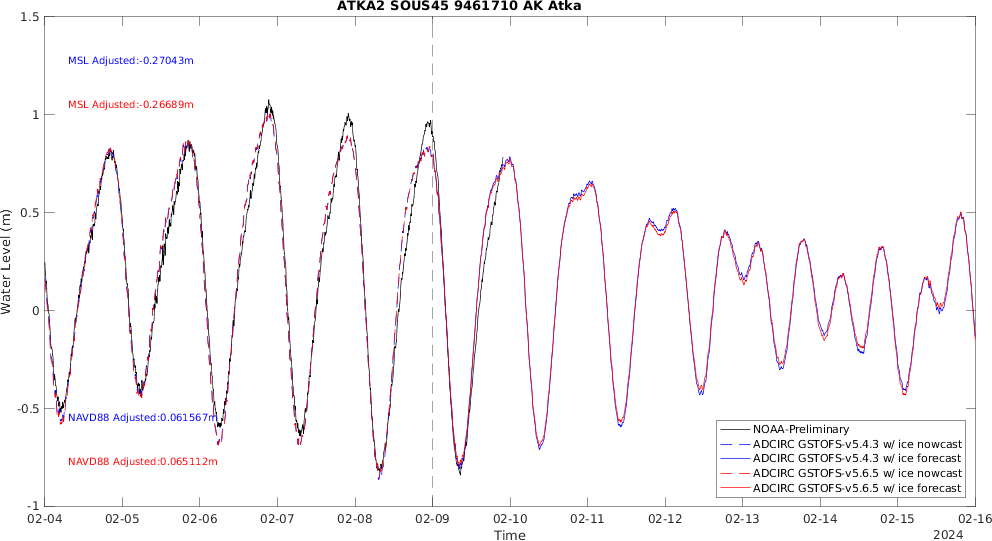 ATKA2 SOUS45 9461710 AK Atka
1.5
1
0.5
0
-0.5
-1
Water Level (m)
MSL Adjusted:-0.27043m
MSL Adjusted:-0.26689m
NAVD88 Adjusted:0.061567m
NAVD88 Adjusted:0.065112m
NOAA-Preliminary
ADCIRC GSTOFS-v5.4.3 w/ ice nowcast
ADCIRC GSTOFS-v5.4.3 w/ ice forecast
ADCIRC GSTOFS-v5.6.5 w/ ice nowcast
ADCIRC GSTOFS-v5.6.5 w/ ice forecast
02-04 02-05 02-06 02-07 02-08 02-09 02-10 02-11 02-12 02-13 02-14 02-15 02-16
Time
2024